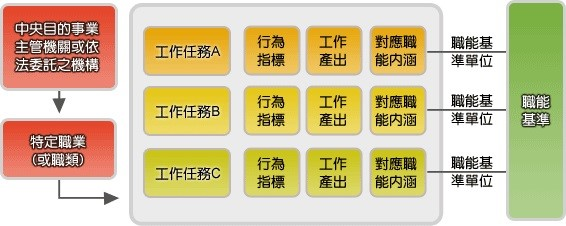 中央目的事業
主管機關或依
法委託之機構
特定職業
(或職類)
工作任務A
行為
指標
工作
產出
對應職
能內涵
職能基
準單位
工作任務B
行為
指標
工作
產出
對應職
能內涵
職能基
準單位
工作任務C
行為
指標
工作
產出
對應職
能內涵
職能基
準單位
職能
基準